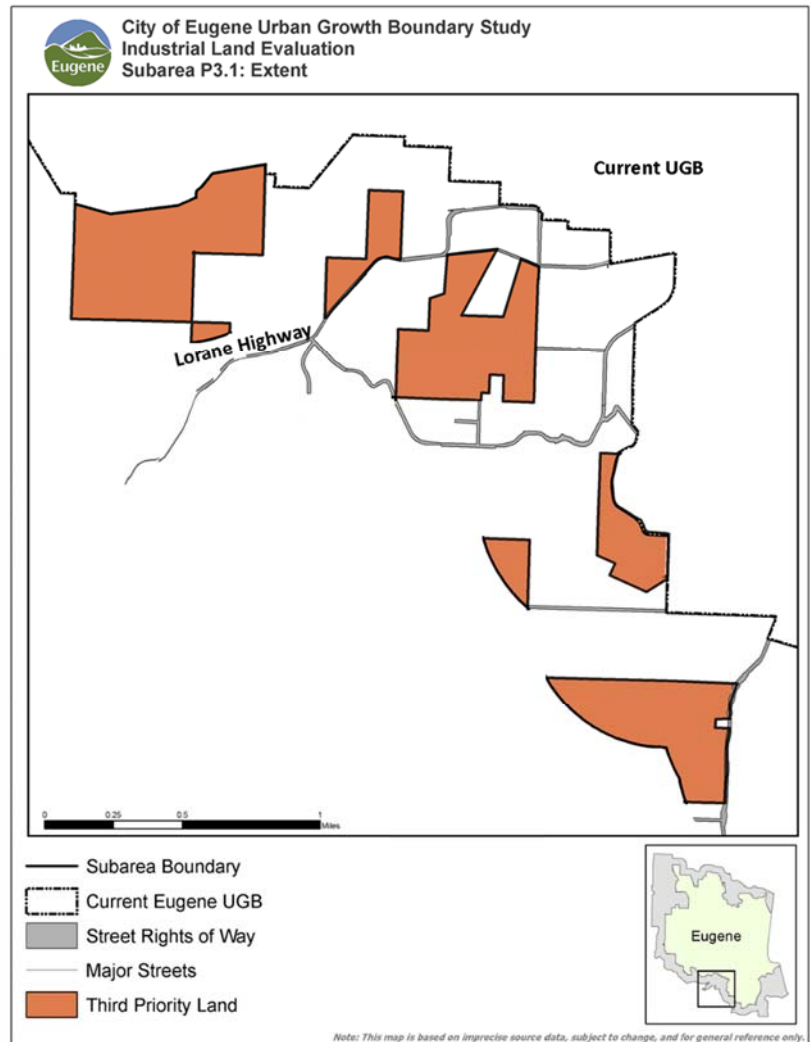 City of Eugene Urban Growth Boundary Study
Industrial Land Evaluation
Subarea P3.1: Extent
Eugene
Current UGB
Lorane Highway
0 0.25 0.5 1
Miles
Subarea Boundary
Current Eugene UGB
Street Rights of Way
Major Streets
Third Priority Land
Eugene
Note: This map is based on imprecise source data, subject to change, and for general reference only.